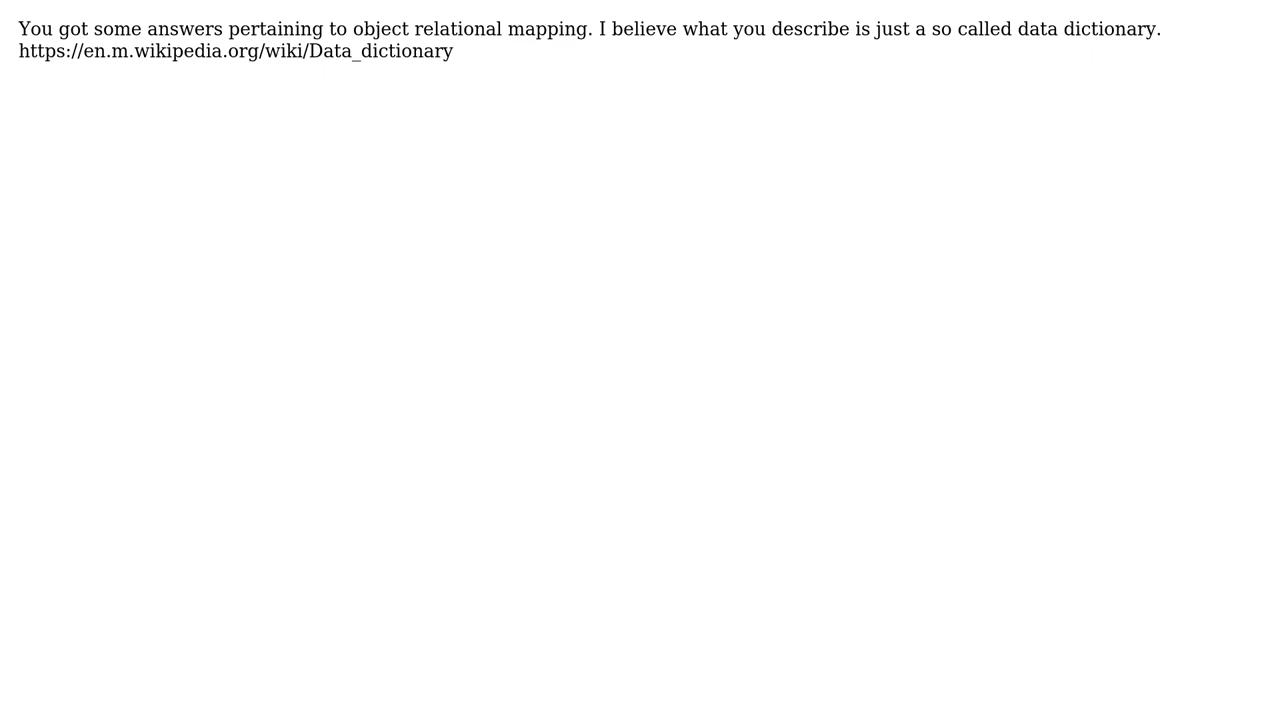 You got some answers pertaining to object relational mapping. I believe what you describe is just a so called data dictionary.
https://en.m.wikipedia.org/wiki/Data_dictionary